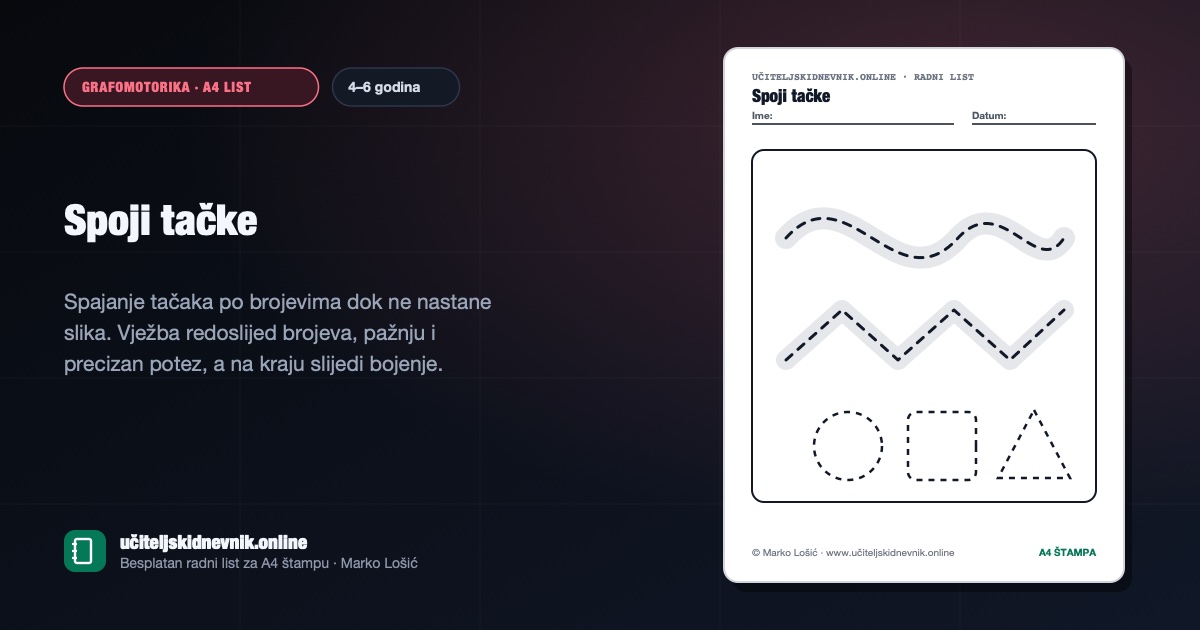 GRAFOMOTORIKA · A4 LIST
4–6 godina
Spoji tačke
Spajanje tačaka po brojevima dok ne nastane
slika. Vježba redoslijed brojeva, pažnju i
precizan potez, a na kraju slijedi bojenje.
učiteljskidnevnik.online
Besplatan radni list za A4 štampu · Marko Lošić
UČITELJSKIDNEVNIK.ONLINE · RADNI LIST
Spoji tačke
Ime:
Datum:
© Marko Lošić · www.uciteljskidnevnik.online
A4 ŠTAMPA